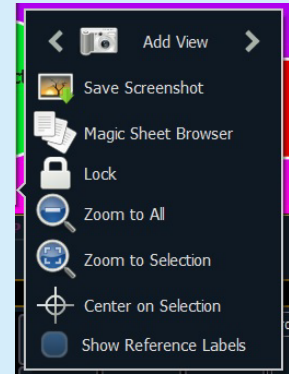 Add View
Save Screenshot
Magic Sheet Browser
Lock
Zoom to All
Zoom to Selection
Center on Selection
Show Reference Labels